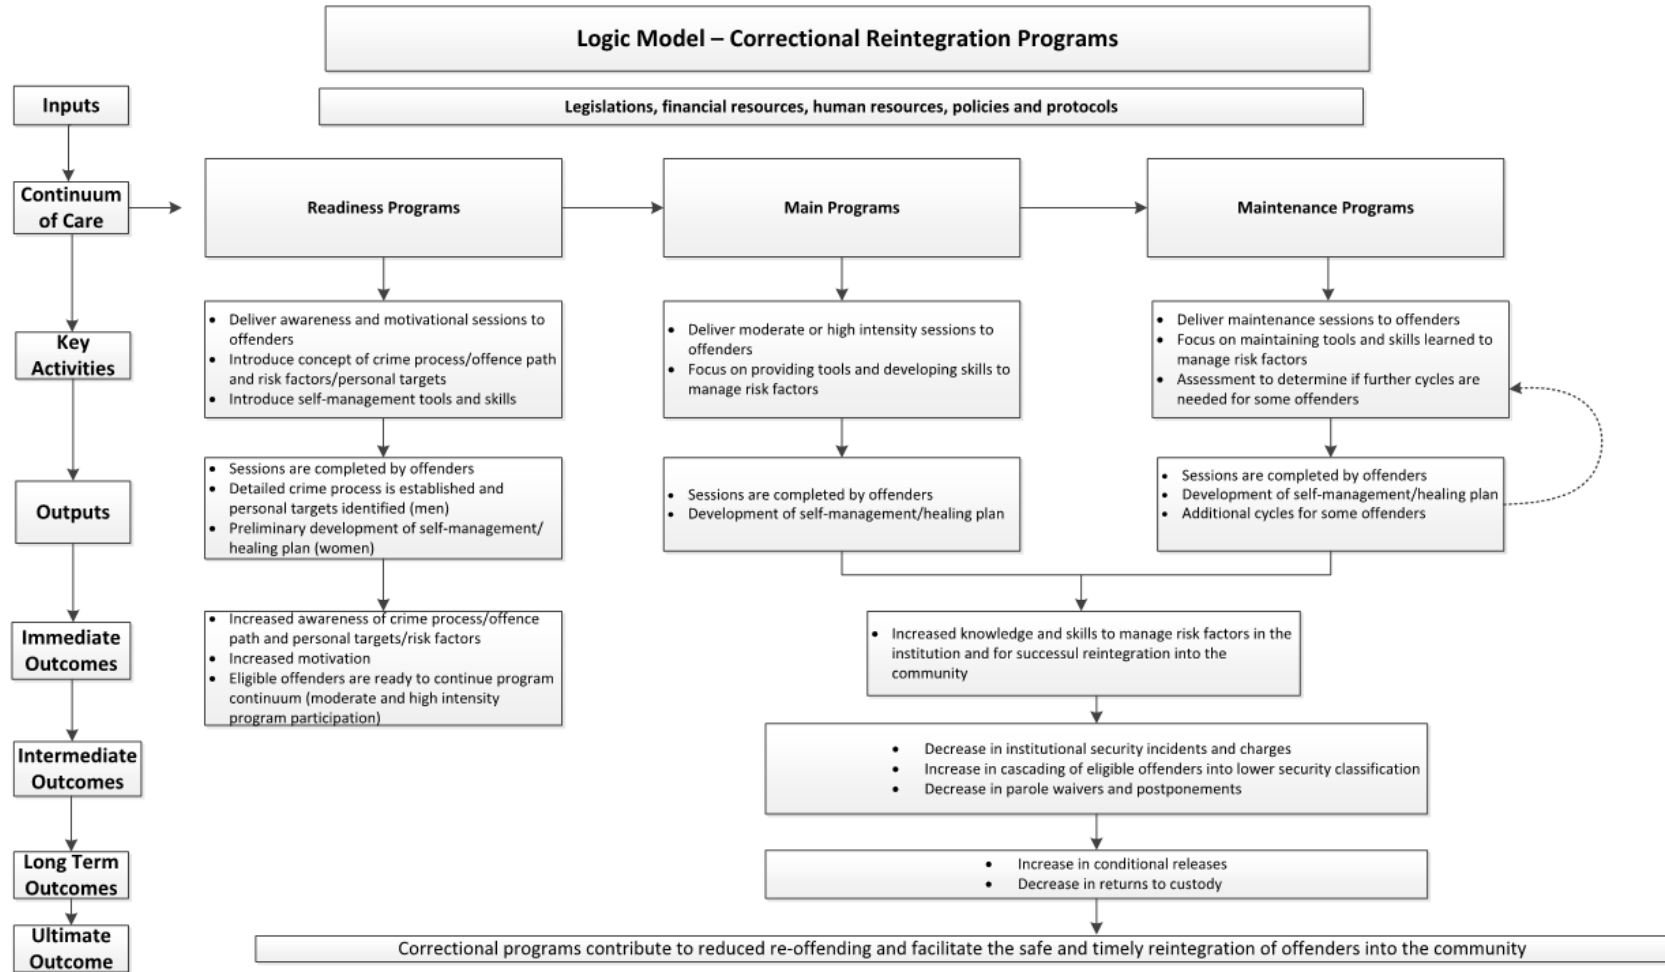 Logic Model – Correctional Reintegration Programs
Inputs
Legislations, financial resources, human resources, policies and protocols
Continuum
of Care
Readiness Programs
Main Programs
Maintenance Programs
Key
Activities
• Deliver awareness and motivational sessions to
offenders
• Introduce concept of crime process/offence path
and risk factors/personal targets
• Introduce self-management tools and skills
• Deliver moderate or high intensity sessions to
offenders
• Focus on providing tools and developing skills to
manage risk factors
• Deliver maintenance sessions to offenders
• Focus on maintaining tools and skills learned to
manage risk factors
• Assessment to determine if further cycles are
needed for some offenders
Outputs
• Sessions are completed by offenders
• Detailed crime process is established and
personal targets identified (men)
• Preliminary development of self-management/
healing plan (women)
• Sessions are completed by offenders
• Development of self-management/healing plan
• Sessions are completed by offenders
• Development of self-management/healing plan
• Additional cycles for some offenders
Immediate
Outcomes
• Increased awareness of crime process/offence
path and personal targets/risk factors
• Increased motivation
• Eligible offenders are ready to continue program
continuum (moderate and high intensity
program participation)
• Increased knowledge and skills to manage risk factors in the
institution and for successul reintegration into the
community
Intermediate
Outcomes
• Decrease in institutional security incidents and charges
• Increase in cascading of eligible offenders into lower security classification
• Decrease in parole waivers and postponements
Long Term
Outcomes
• Increase in conditional releases
• Decrease in returns to custody
Ultimate
Outcome
Correctional programs contribute to reduced re-offending and facilitate the safe and timely reintegration of offenders into the community